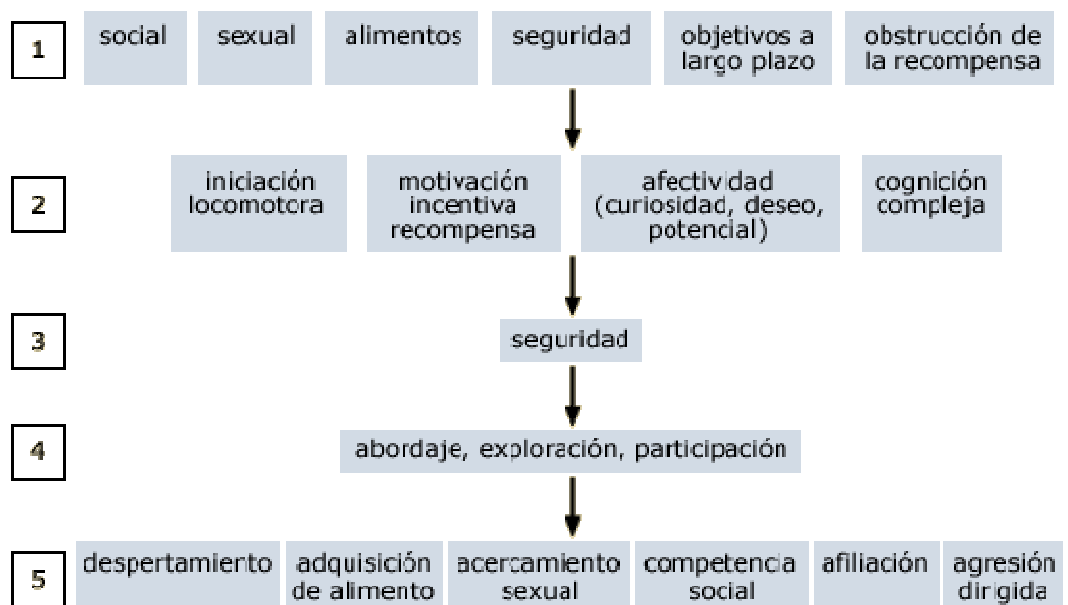 1
social sexual alimentos seguridad objetivos a obstrucción de
largo plazo la recompensa
2
iniciación motivación afectividad cognición
locomotora incentiva (curiosidad, deseo, compleja
recompensa potencial)
3
seguridad
4
abordaje, exploración, participación
5
despertamiento adquisición acercamiento competencia afiliación agresión
de alimento sexual social dirigida